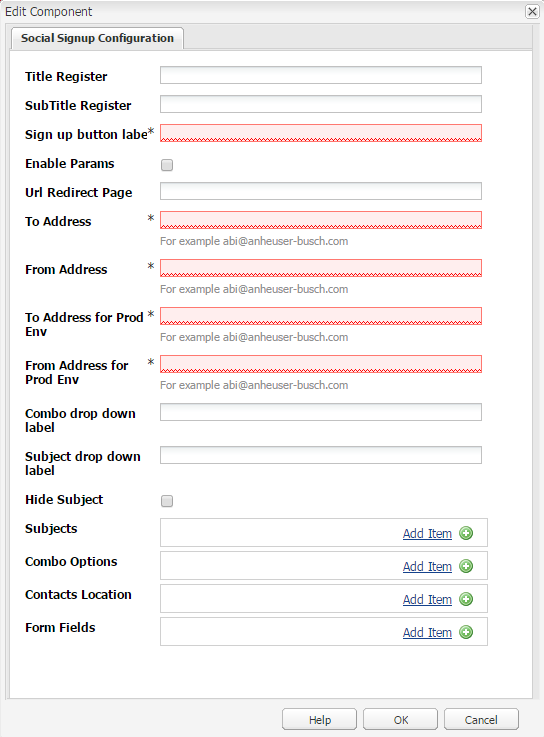 Edit Component
Social Signup Configuration
Title Register
SubTitle Register
Sign up button labe*
Enable Params
Url Redirect Page
To Address *
For example abi@anheuser-busch.com
From Address *
For example abi@anheuser-busch.com
To Address for Prod *
Env
For example abi@anheuser-busch.com
From Address for *
Prod Env
For example abi@anheuser-busch.com
Combo drop down
label
Subject drop down
label
Hide Subject
Subjects Add Item
Combo Options Add Item
Contacts Location Add Item
Form Fields Add Item
Help OK Cancel